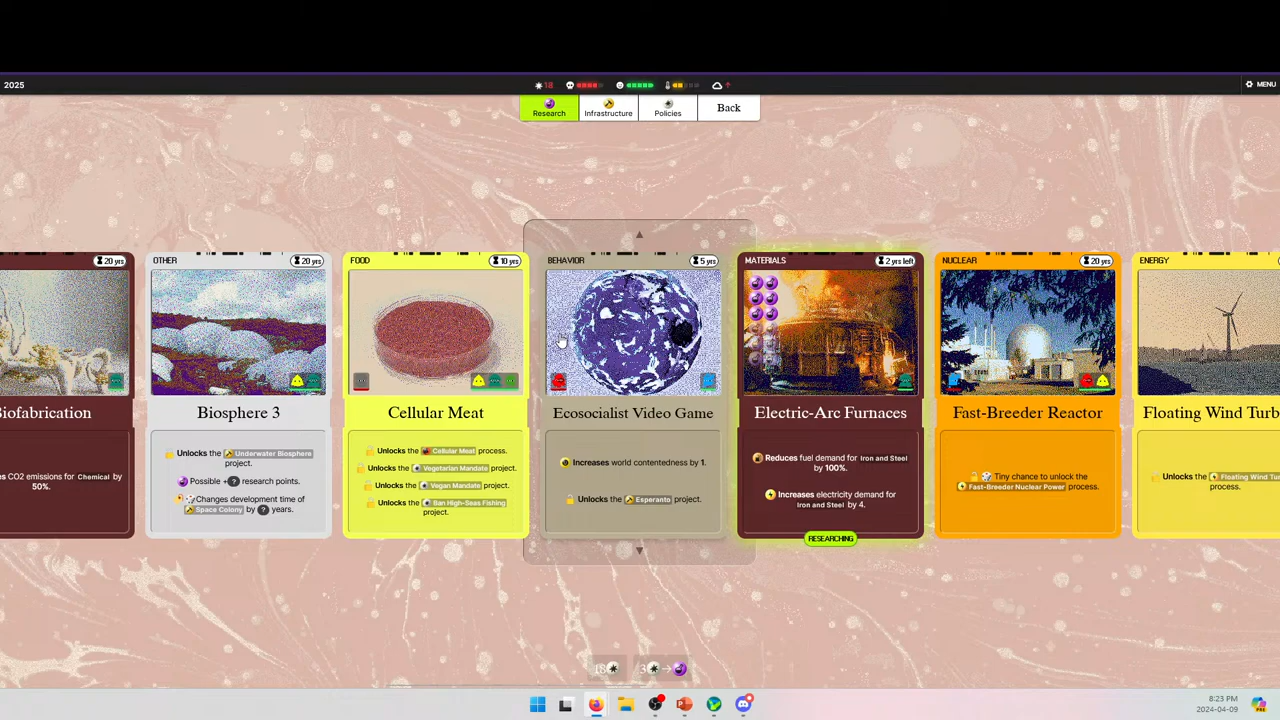 2025
18
MENU
Research
Infrastructure
Policies
Back
20 yrs
Biofabrication
CO2 emissions for Chemical by
50%.
OTHER
20 yrs
Biosphere 3
Unlocks the Underwater Biosphere
project.
Possible +? research points.
Changes development time of
Space Colony by ? years.
FOOD
10 yrs
Cellular Meat
Unlocks the Cellular Meat process.
Unlocks the Vegetarian Mandate project.
Unlocks the Vegan Mandate project.
Unlocks the Ban High-Seas Fishing
project.
BEHAVIOR
5 yrs
Ecosocialist Video Game
Increases world contentedness by 1.
Unlocks the Esperanto project.
MATERIALS
2 yrs left
Electric-Arc Furnaces
Reduces fuel demand for Iron and Steel
by 100%.
Increases electricity demand for
Iron and Steel by 4.
RESEARCHING
NUCLEAR
20 yrs
Fast-Breeder Reactor
Tiny chance to unlock the
Fast-Breeder Nuclear Power process.
ENERGY
Floating Wind Turb
Unlocks the Floating Wind Tu
process.
18
3 →
8:23 PM
2024-04-09